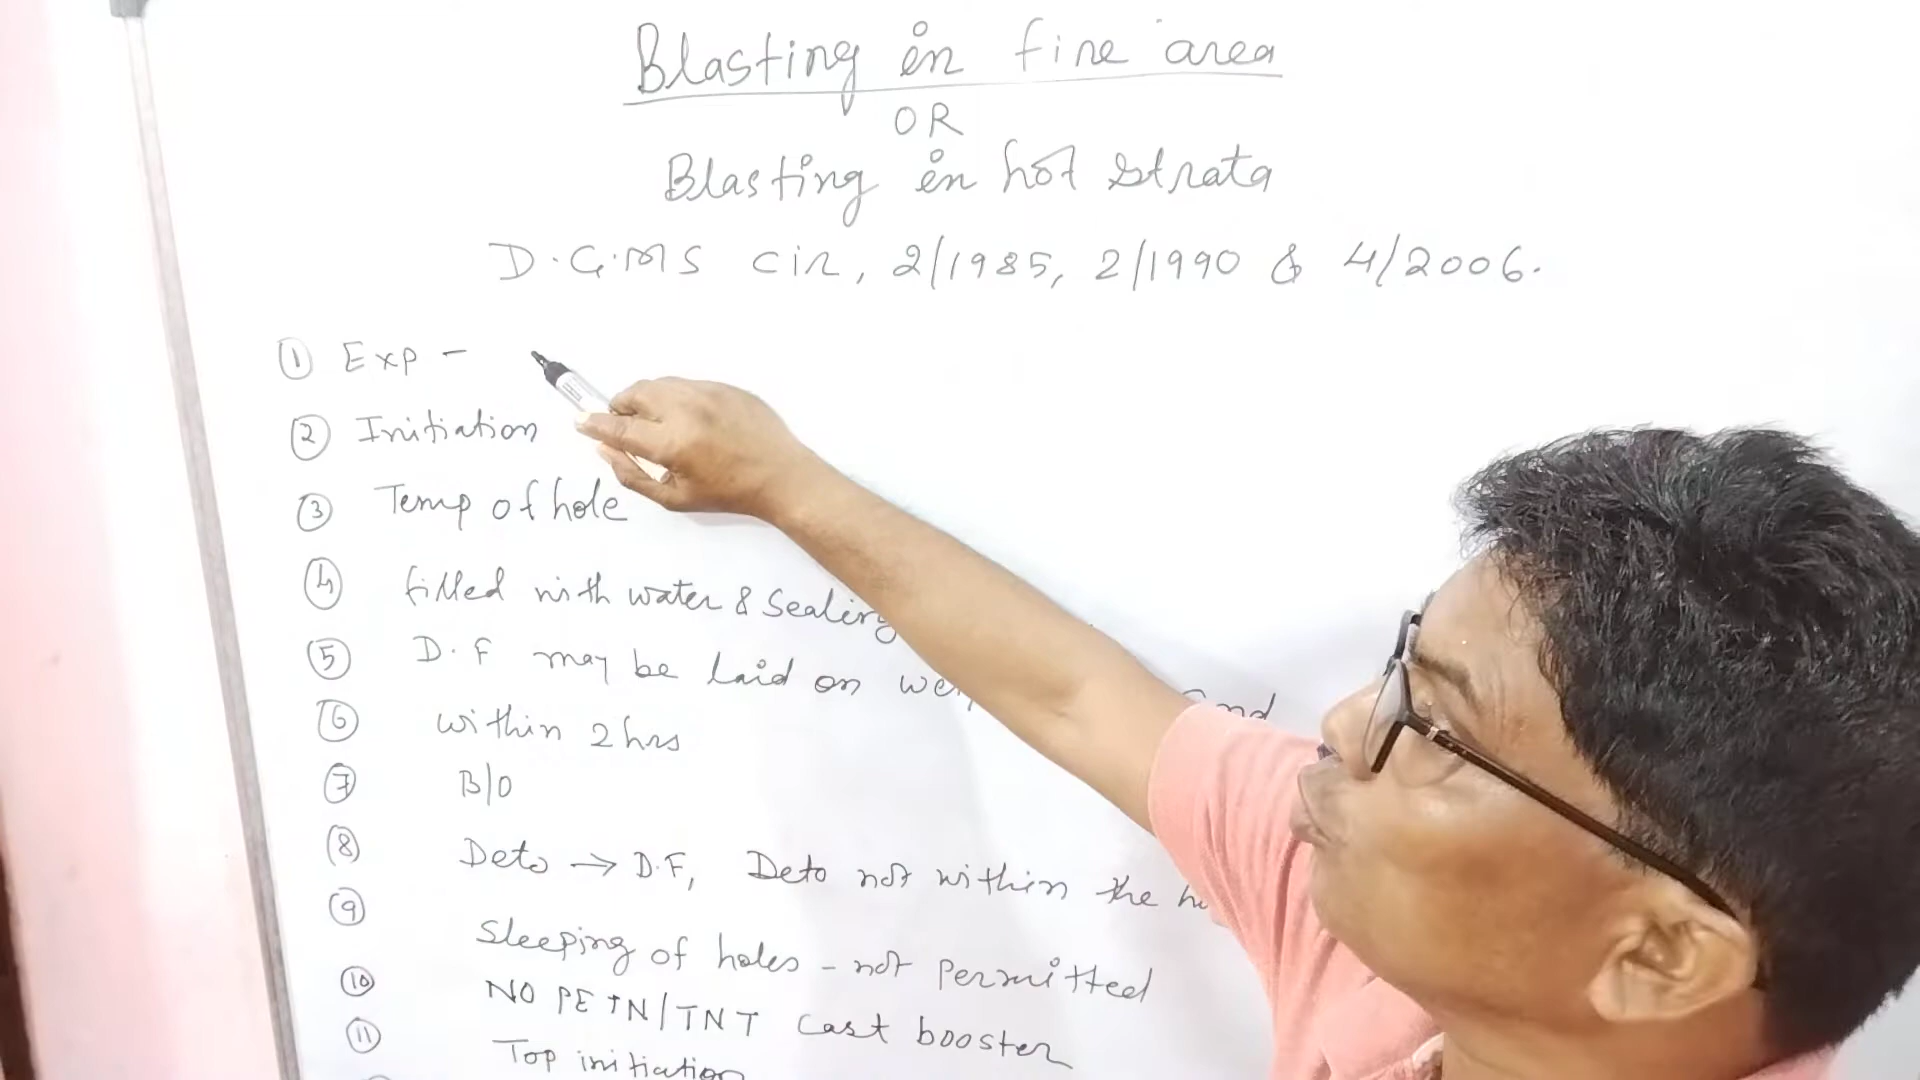 Blasting in fire area
OR
Blasting in hot strata
D.G.MS Cir, 2/1985, 2/1990 & 4/2006.
① Exp -
② Initiation
③ Temp of hole
④ filled with water & Sealing
⑤ D.F may be laid on
⑥ within 2 hrs
⑦ B/O
⑧ Deto → D.F, Deto not within the
⑨ Sleeping of holes - not Permitted
⑩ NO PETN/TNT Cast booster
⑪ Top initiation